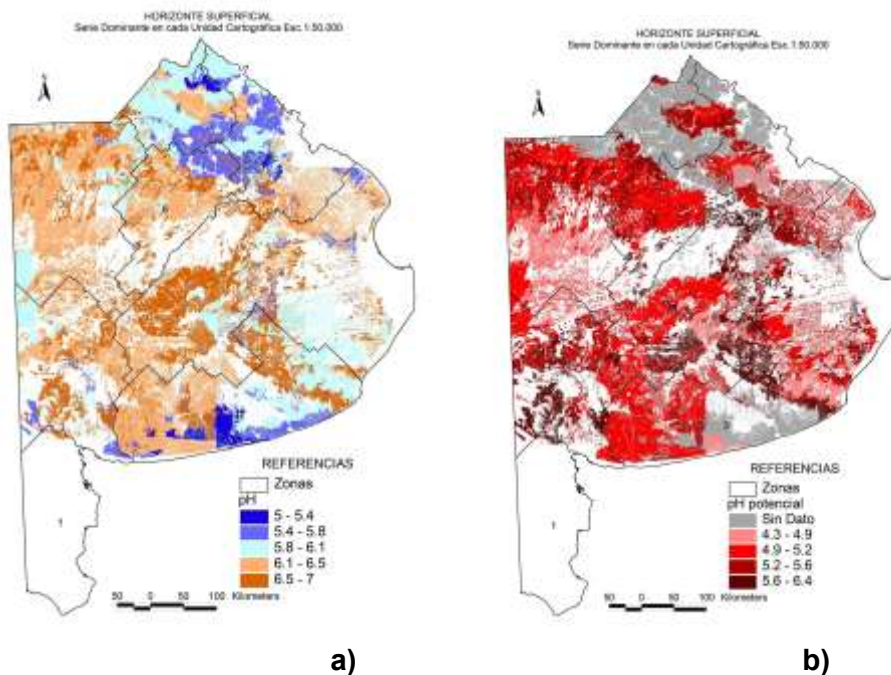 HORIZONTE SUPERFICIAL
Serie Dominante en cada Unidad Cartográfica Esc.1:50.000
REFERENCIAS
Zonas
pH
5 - 5.4
5.4 - 5.8
5.8 - 6.1
6.1 - 6.5
6.5 - 7
1
50 0 50 100 Kilometers
a)
HORIZONTE SUPERFICIAL
Serie Dominante en cada Unidad Cartográfica Esc.1:50.000
REFERENCIAS
Zonas
pH potencial
Sin Dato
4.3 - 4.9
4.9 - 5.2
5.2 - 5.6
5.6 - 6.4
1
50 0 50 100 Kilometers
b)